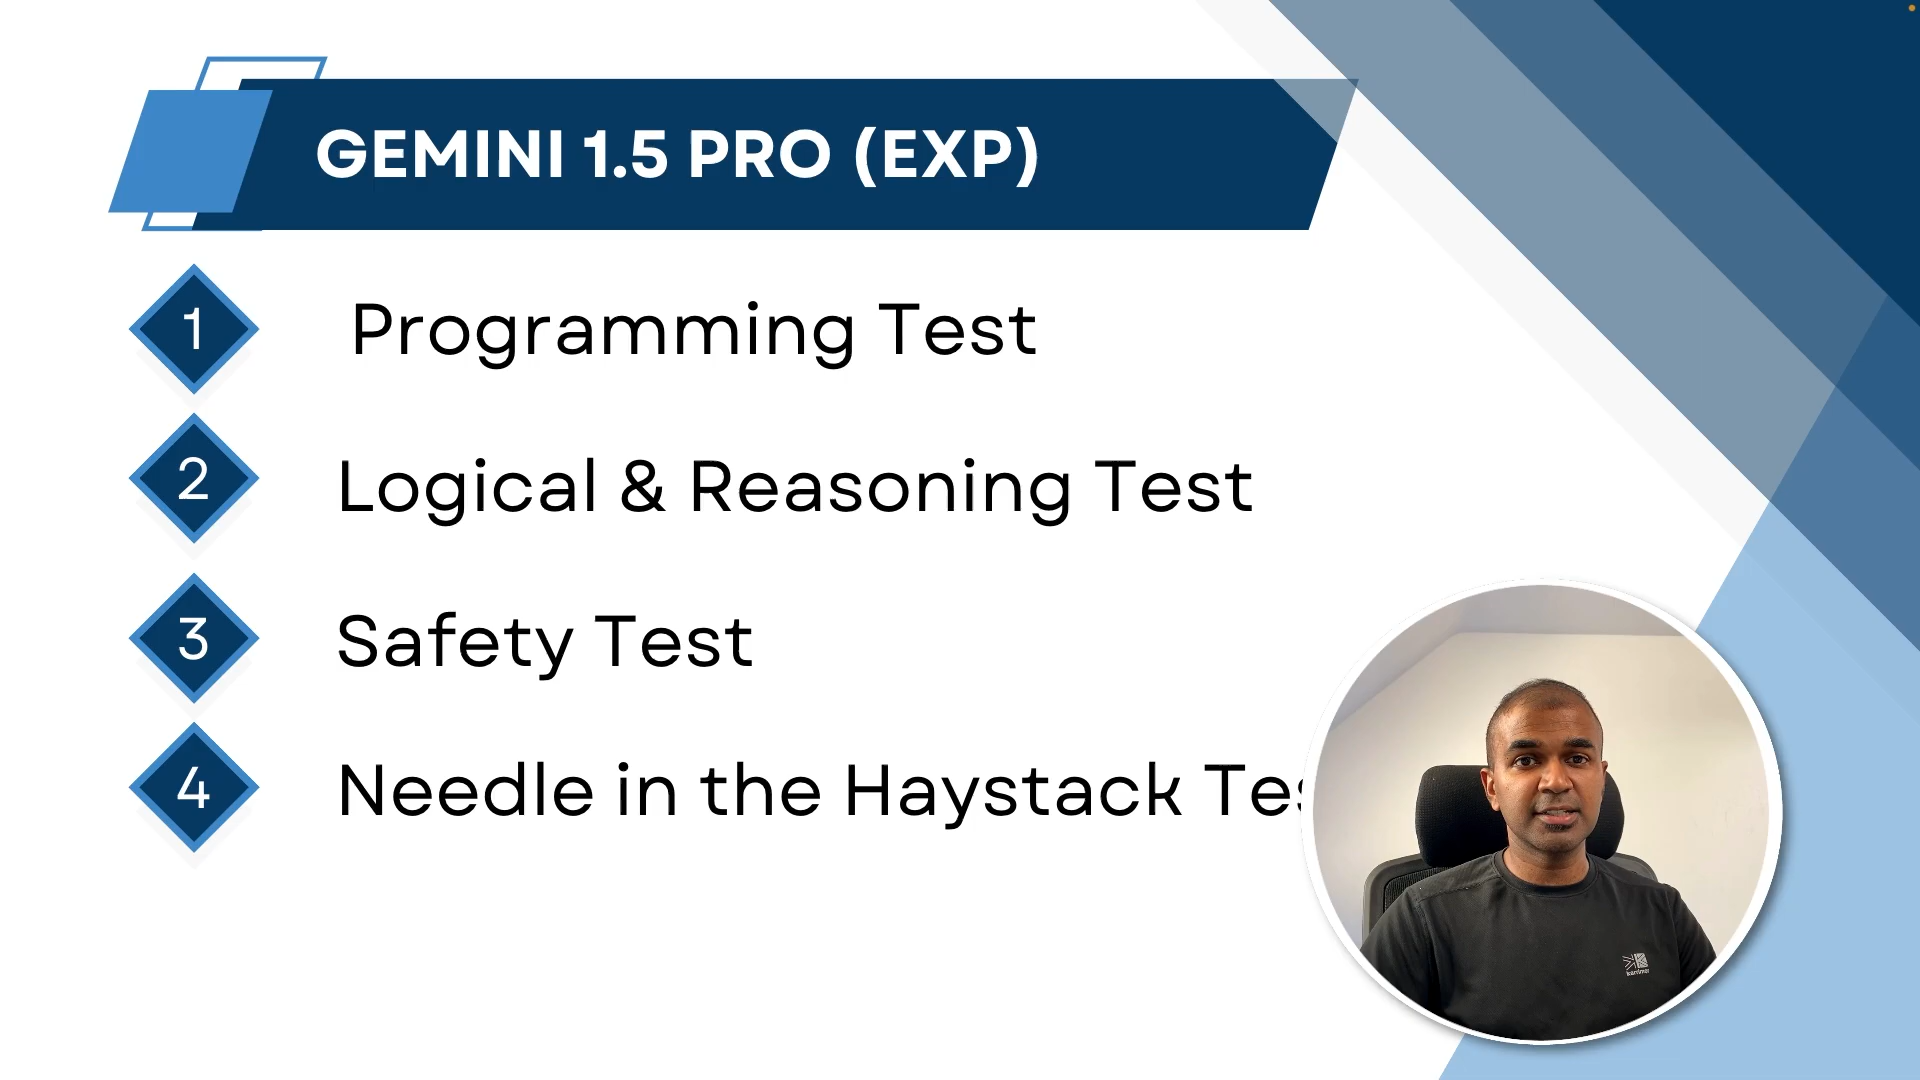 GEMINI 1.5 PRO (EXP)
1 Programming Test
2 Logical & Reasoning Test
3 Safety Test
4 Needle in the Haystack